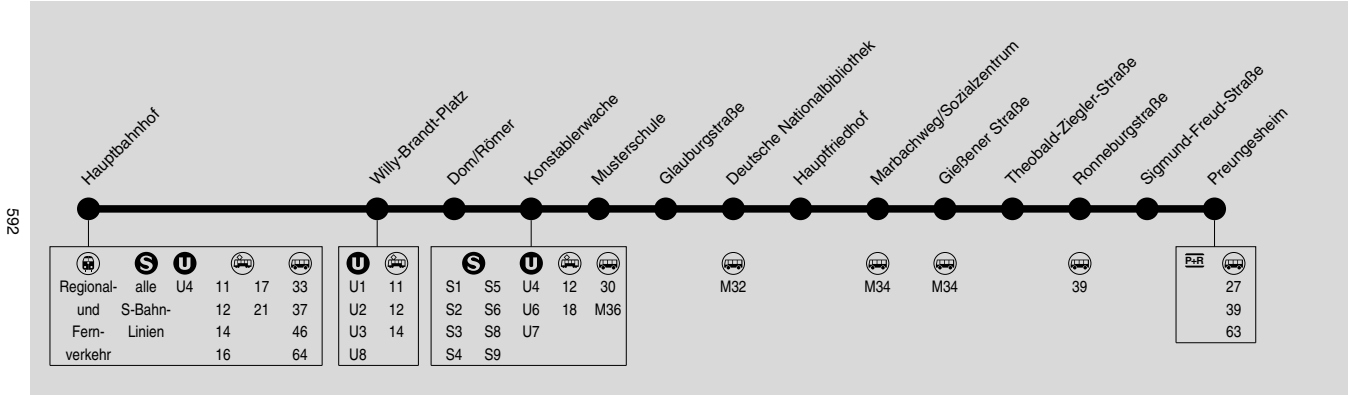 592
Hauptbahnhof
Willy-Brandt-Platz
Dom/Römer
Konstablerwache
Musterschule
Glauburgstraße
Deutsche Nationalbibliothek
Hauptfriedhof
Marbachweg/Sozialzentrum
Gießener Straße
Theobald-Ziegler-Straße
Ronneburgstraße
Sigmund-Freud-Straße
Preungesheim
S U
Regional- alle U4 11 17 33
und S-Bahn- 12 21 37
Fern- Linien 14 46
verkehr 16 64
U
U1 11
U2 12
U3 14
U8
S U
S1 S5 U4 12 30
S2 S6 U6 18 M36
S3 S8 U7
S4 S9
M32
M34
M34
39
P+R
27
39
63